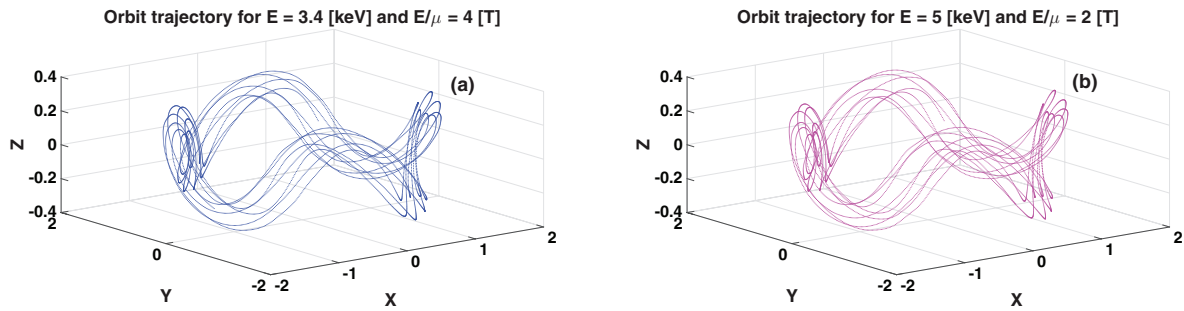 Orbit trajectory for E = 3.4 [keV] and E/μ = 4 [T]
(a)
0.4
0.2
0
-0.2
-0.4
Z
2
0
-2
Y
-2
-1
0
1
2
X
Orbit trajectory for E = 5 [keV] and E/μ = 2 [T]
(b)
0.4
0.2
0
-0.2
-0.4
Z
2
0
-2
Y
-2
-1
0
1
2
X